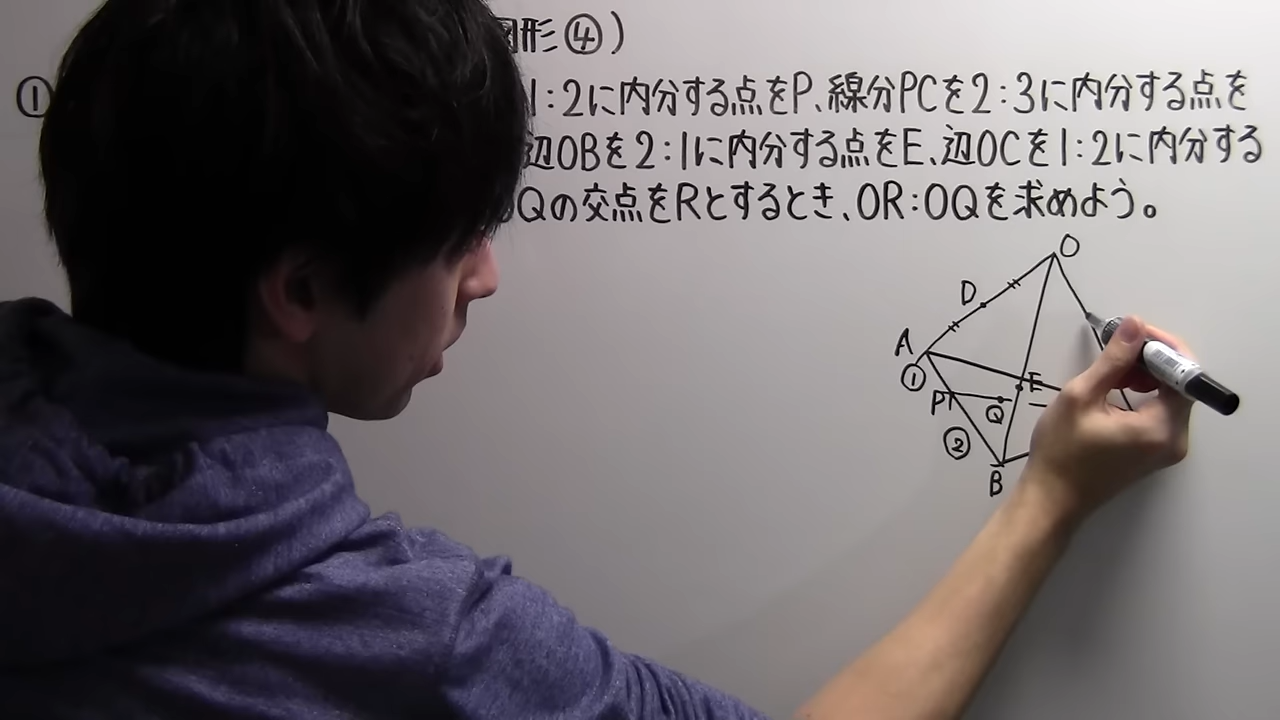 図形④)
① 1:2に内分する点をP、線分PCを2:3に内分する点を
辺OBを2:1に内分する点をE、辺OCを1:2に内分する
Qの交点をRとするとき、OR:OQを求めよう。
O
D
A
①
E
P
Q
②
B